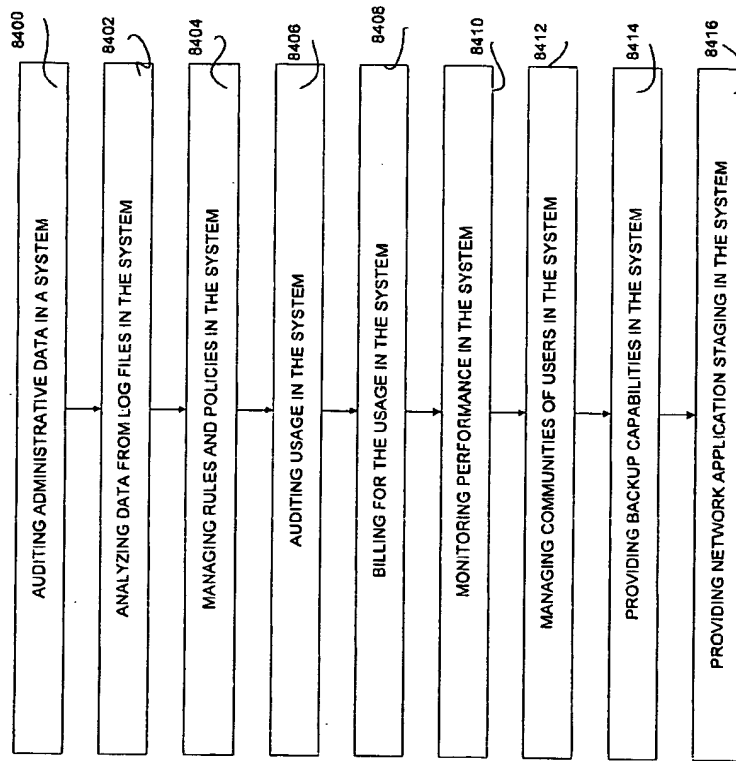 8400
AUDITING ADMINISTRATIVE DATA IN A SYSTEM
8402
ANALYZING DATA FROM LOG FILES IN THE SYSTEM
8404
MANAGING RULES AND POLICIES IN THE SYSTEM
8406
AUDITING USAGE IN THE SYSTEM
8408
BILLING FOR THE USAGE IN THE SYSTEM
8410
MONITORING PERFORMANCE IN THE SYSTEM
8412
MANAGING COMMUNITIES OF USERS IN THE SYSTEM
8414
PROVIDING BACKUP CAPABILITIES IN THE SYSTEM
8416
PROVIDING NETWORK APPLICATION STAGING IN THE SYSTEM